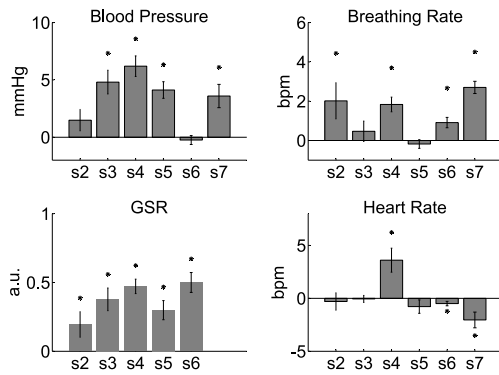 Blood Pressure
10
5
0
mmHg
* * * *
s2 s3 s4 s5 s6 s7
Breathing Rate
6
4
2
0
bpm
* * * *
s2 s3 s4 s5 s6 s7
GSR
1
0.5
0
a.u.
* * * * *
s2 s3 s4 s5 s6
Heart Rate
5
0
-5
bpm
*
* *
s2 s3 s4 s5 s6 s7